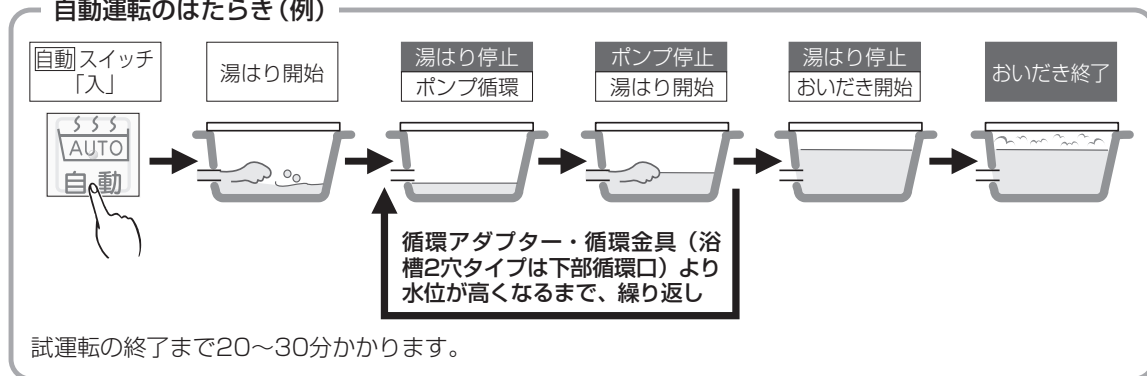 自動運転のはたらき（例）
自動スイッチ
「入」
AUTO
自動
湯はり開始
湯はり停止
ポンプ循環
ポンプ停止
湯はり開始
湯はり停止
おいだき開始
おいだき終了
循環アダプター・循環金具（浴
槽2穴タイプは下部循環口）より
水位が高くなるまで、繰り返し
試運転の終了まで20～30分かかります。